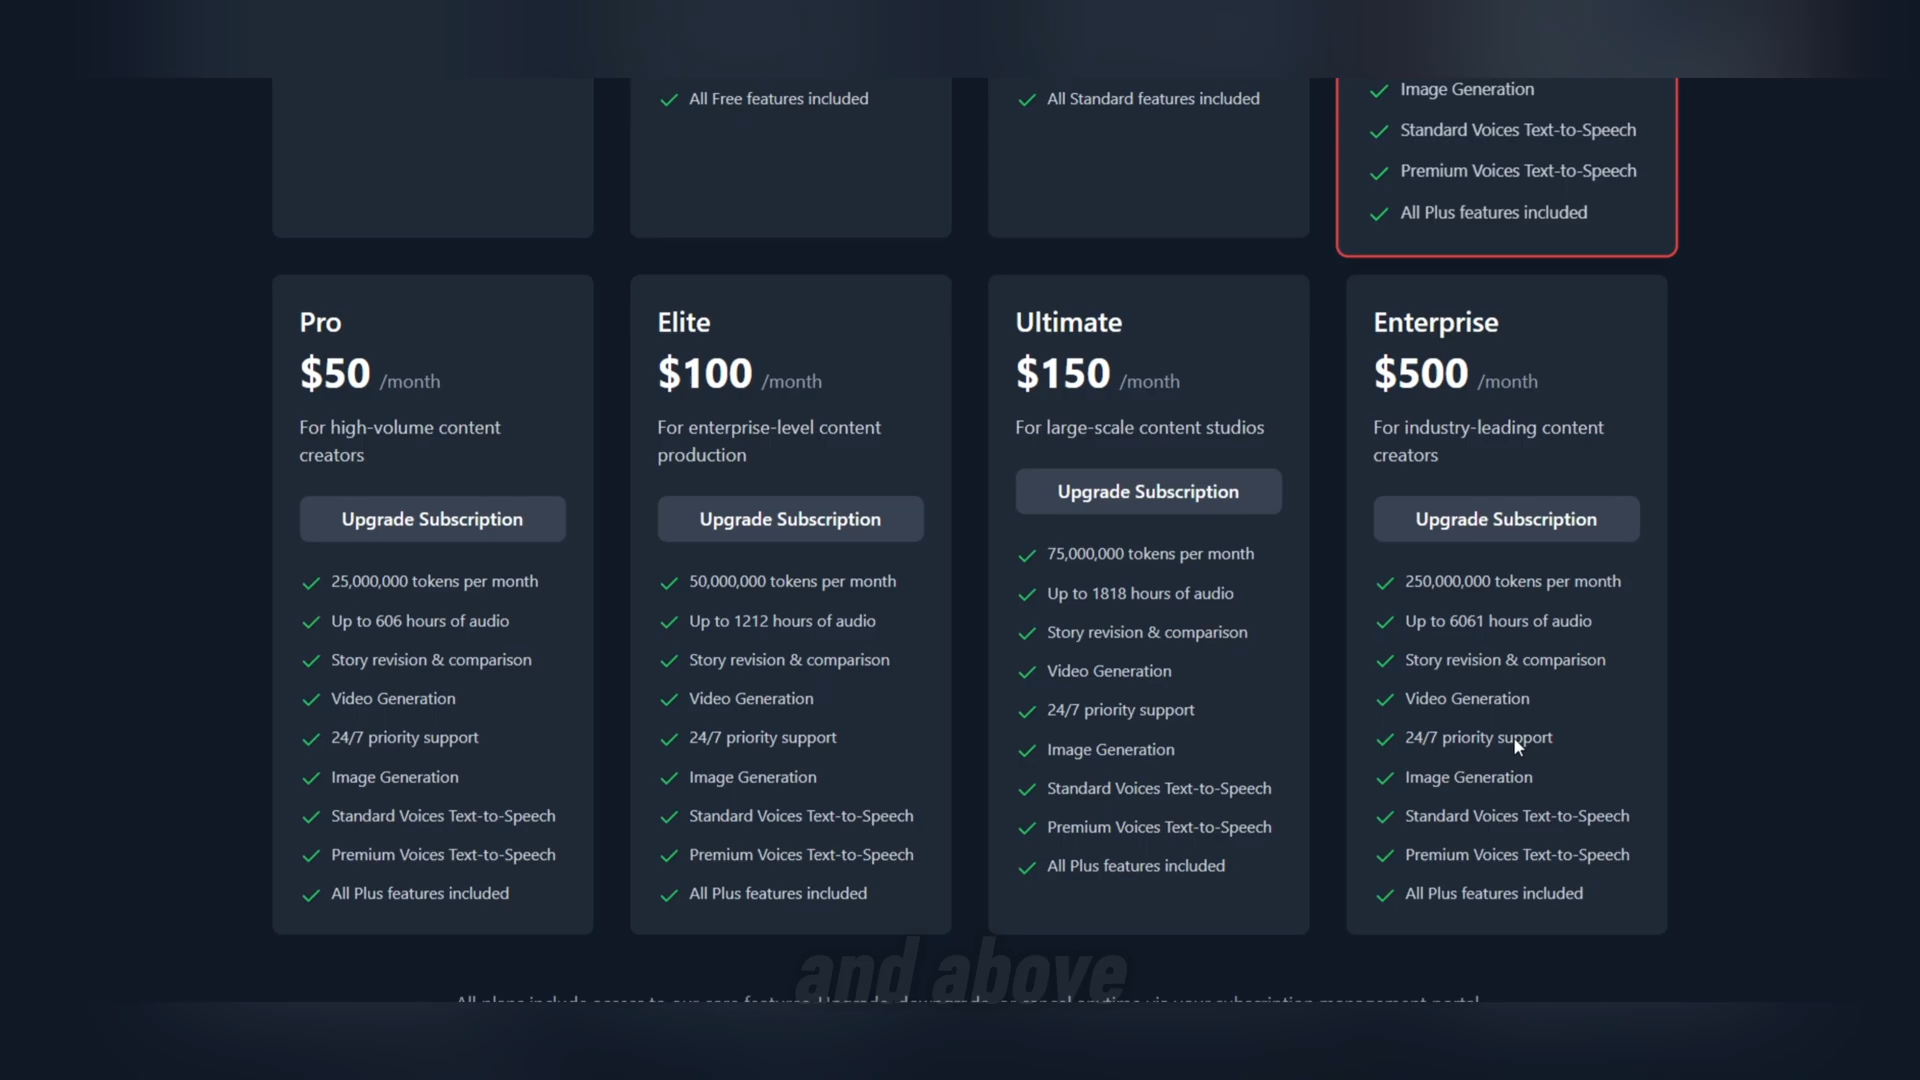 All Free features included
All Standard features included
Image Generation
Standard Voices Text-to-Speech
Premium Voices Text-to-Speech
All Plus features included
Pro
$50 /month
For high-volume content
creators
Upgrade Subscription
25,000,000 tokens per month
Up to 606 hours of audio
Story revision & comparison
Video Generation
24/7 priority support
Image Generation
Standard Voices Text-to-Speech
Premium Voices Text-to-Speech
All Plus features included
Elite
$100 /month
For enterprise-level content
production
Upgrade Subscription
50,000,000 tokens per month
Up to 1212 hours of audio
Story revision & comparison
Video Generation
24/7 priority support
Image Generation
Standard Voices Text-to-Speech
Premium Voices Text-to-Speech
All Plus features included
Ultimate
$150 /month
For large-scale content studios
Upgrade Subscription
75,000,000 tokens per month
Up to 1818 hours of audio
Story revision & comparison
Video Generation
24/7 priority support
Image Generation
Standard Voices Text-to-Speech
Premium Voices Text-to-Speech
All Plus features included
Enterprise
$500 /month
For industry-leading content
creators
Upgrade Subscription
250,000,000 tokens per month
Up to 6061 hours of audio
Story revision & comparison
Video Generation
24/7 priority support
Image Generation
Standard Voices Text-to-Speech
Premium Voices Text-to-Speech
All Plus features included
and above